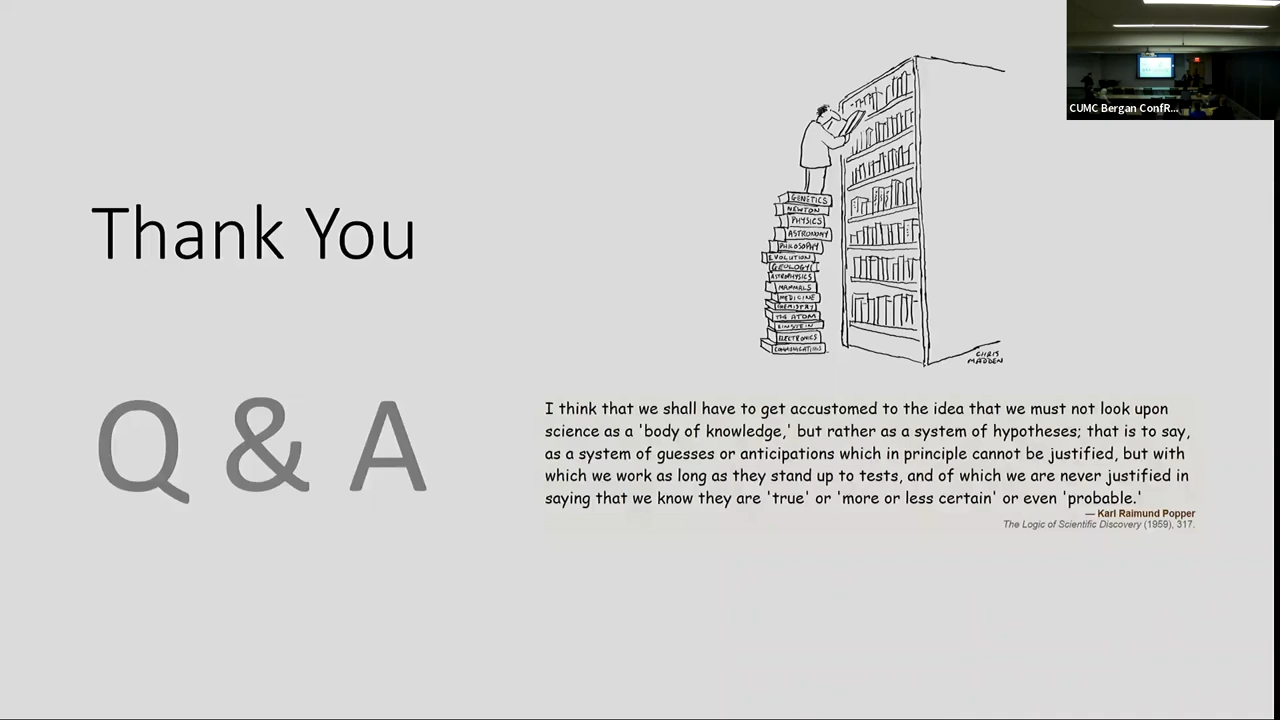 CUMC Bergan ConfR...
Thank You
Q & A
GENETICS
NEWTON
PHYSICS
ASTRONOMY
PHILOSOPHY
EVOLUTION
GEOLOGY
ASTROPHYSICS
MAMMALS
MEDICINE
CHEMISTRY
THE ATOM
EINSTEIN
ELECTRONICS
COMMUNICATIONS
CHRIS
MADDEN
I think that we shall have to get accustomed to the idea that we must not look upon
science as a 'body of knowledge,' but rather as a system of hypotheses; that is to say,
as a system of guesses or anticipations which in principle cannot be justified, but with
which we work as long as they stand up to tests, and of which we are never justified in
saying that we know they are 'true' or 'more or less certain' or even 'probable.'
— Karl Raimund Popper
The Logic of Scientific Discovery (1959), 317.